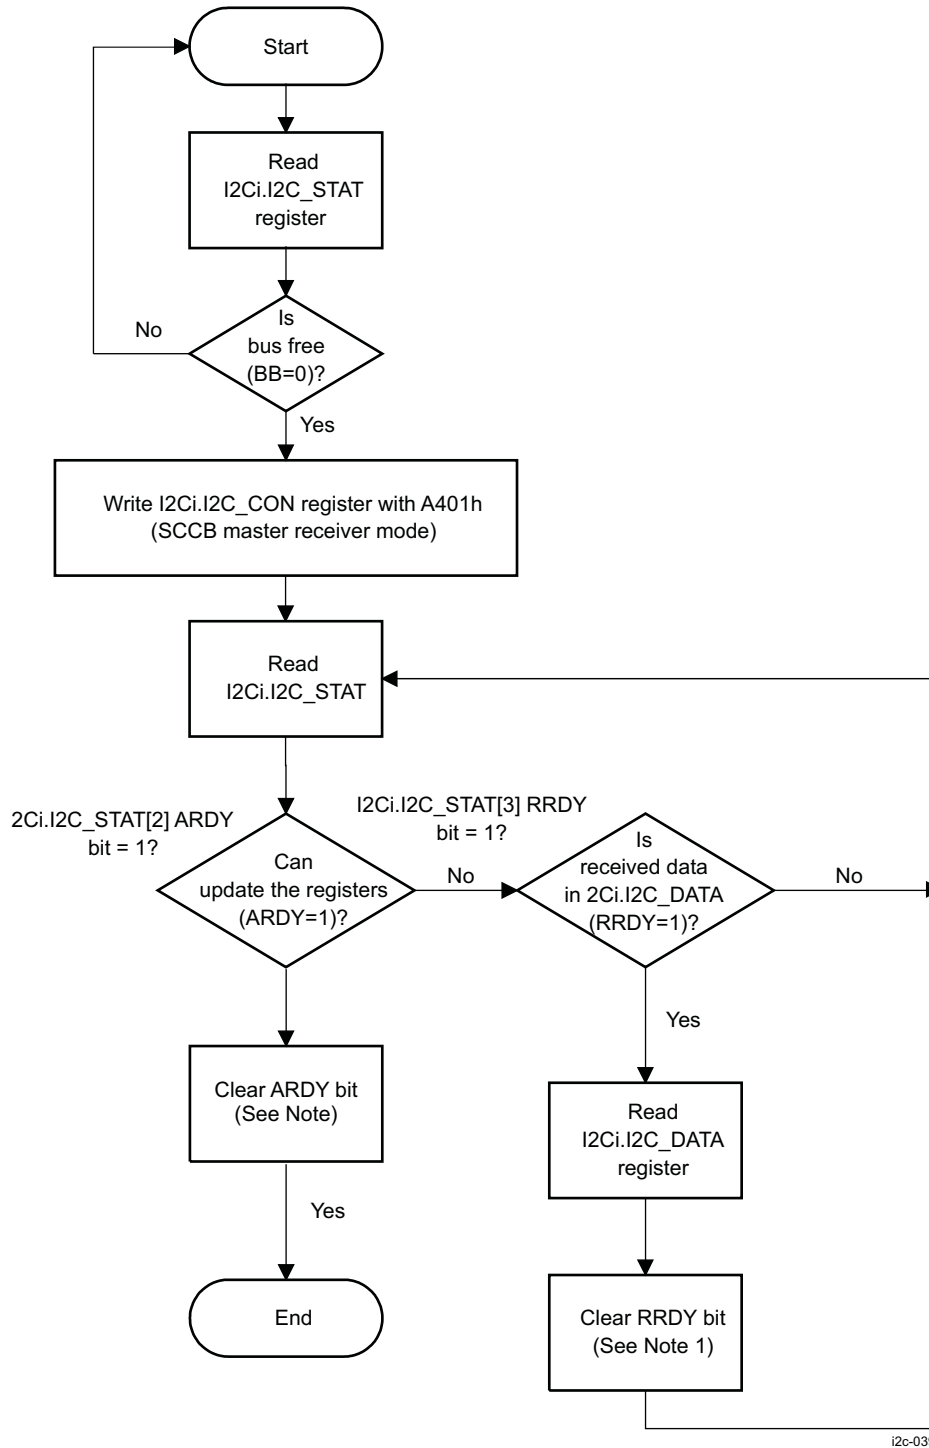 Start
Read
I2Ci.I2C_STAT
register
Is
bus free
(BB=0)?
No
Yes
Write I2Ci.I2C_CON register with A401h
(SCCB master receiver mode)
Read
I2Ci.I2C_STAT
2Ci.I2C_STAT[2] ARDY
bit = 1?
I2Ci.I2C_STAT[3] RRDY
bit = 1?
Can
update the registers
(ARDY=1)?
No
Is
received data
in 2Ci.I2C_DATA
(RRDY=1)?
No
Yes
Clear ARDY bit
(See Note)
Read
I2Ci.I2C_DATA
register
Yes
End
Clear RRDY bit
(See Note 1)
i2c-039